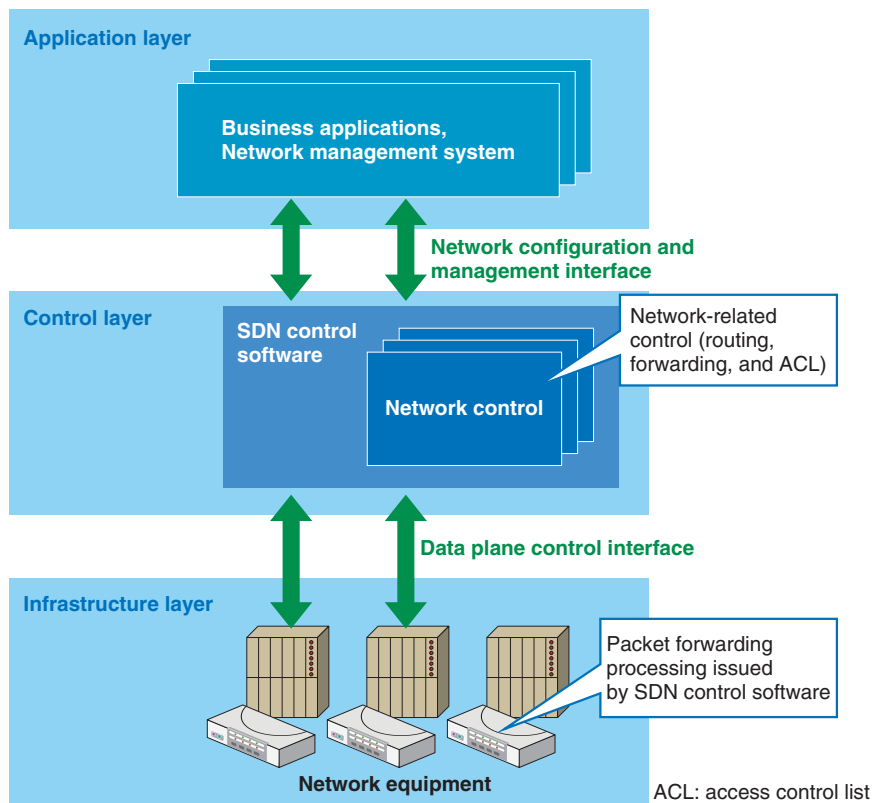 Application layer
Business applications,
Network management system
Network configuration and
management interface
Control layer
SDN control
software
Network control
Network-related
control (routing,
forwarding, and ACL)
Data plane control interface
Infrastructure layer
Packet forwarding
processing issued
by SDN control software
Network equipment
ACL: access control list